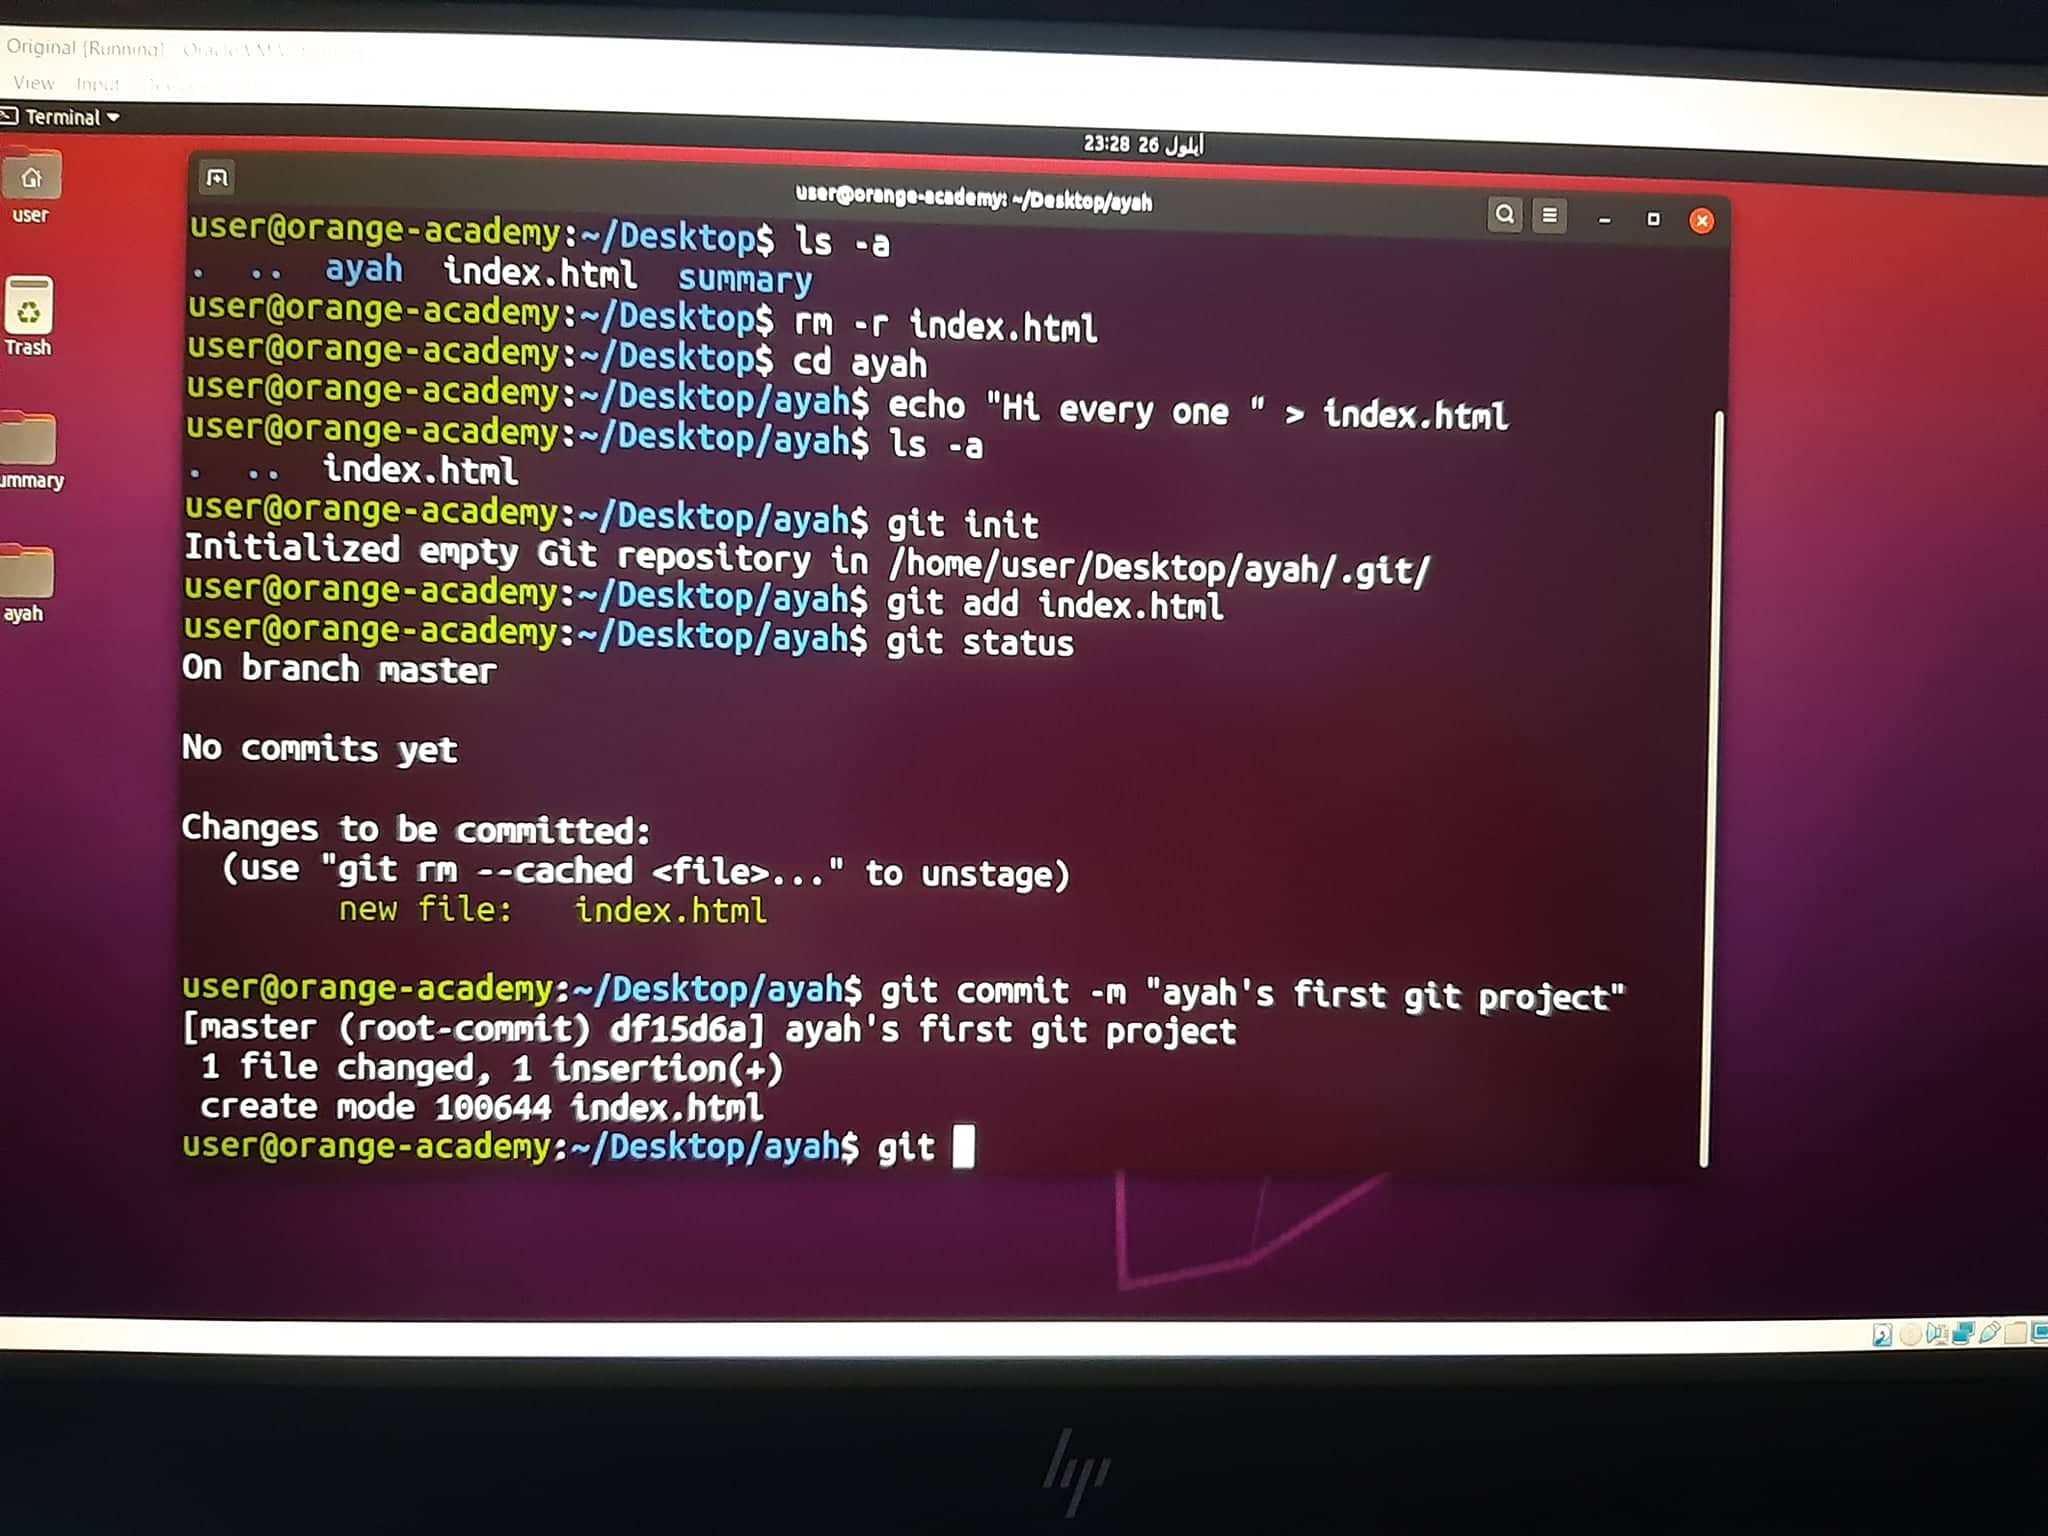 Original [Running] - Oracle VM
View Input
Terminal
23:28 26 أيلول
user@orange-academy: ~/Desktop/ayah
user
Trash
ummary
ayah
user@orange-academy:~/Desktop$ ls -a
. .. ayah index.html summary
user@orange-academy:~/Desktop$ rm -r index.html
user@orange-academy:~/Desktop$ cd ayah
user@orange-academy:~/Desktop/ayah$ echo "Hi every one " > index.html
user@orange-academy:~/Desktop/ayah$ ls -a
. .. index.html
user@orange-academy:~/Desktop/ayah$ git init
Initialized empty Git repository in /home/user/Desktop/ayah/.git/
user@orange-academy:~/Desktop/ayah$ git add index.html
user@orange-academy:~/Desktop/ayah$ git status
On branch master
No commits yet
Changes to be committed:
(use "git rm --cached <file>..." to unstage)
new file: index.html
user@orange-academy:~/Desktop/ayah$ git commit -m "ayah's first git project"
[master (root-commit) df15d6a] ayah's first git project
1 file changed, 1 insertion(+)
create mode 100644 index.html
user@orange-academy:~/Desktop/ayah$ git
hp